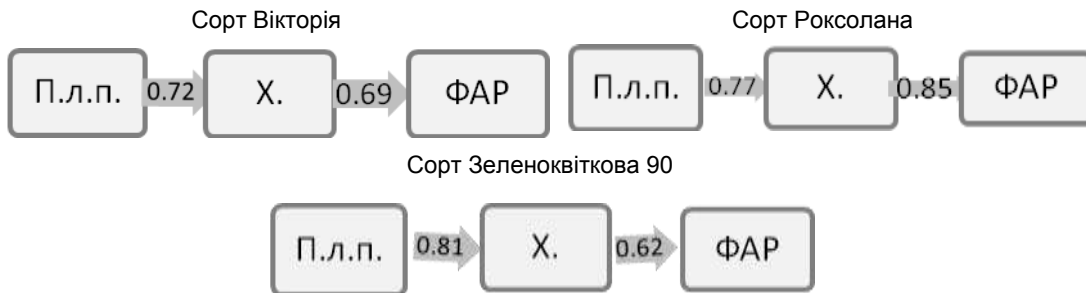 Сорт Вікторія
П.л.п. 0.72 Х. 0.69 ФАР
Сорт Роксолана
П.л.п. 0.77 Х. 0.85 ФАР
Сорт Зеленоквіткова 90
П.л.п. 0.81 Х. 0.62 ФАР